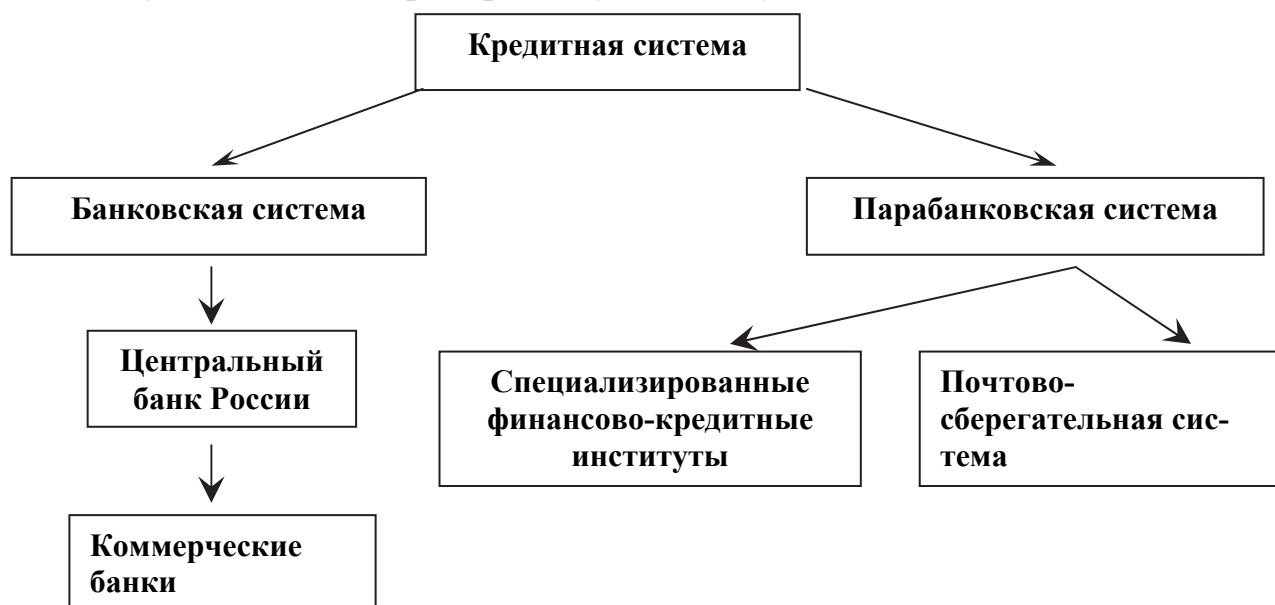 Кредитная система
Банковская система
Парабанковская система
Центральный
банк России
Специализированные
финансово-кредитные
институты
Почтово-
сберегательная сис-
тема
Коммерческие
банки